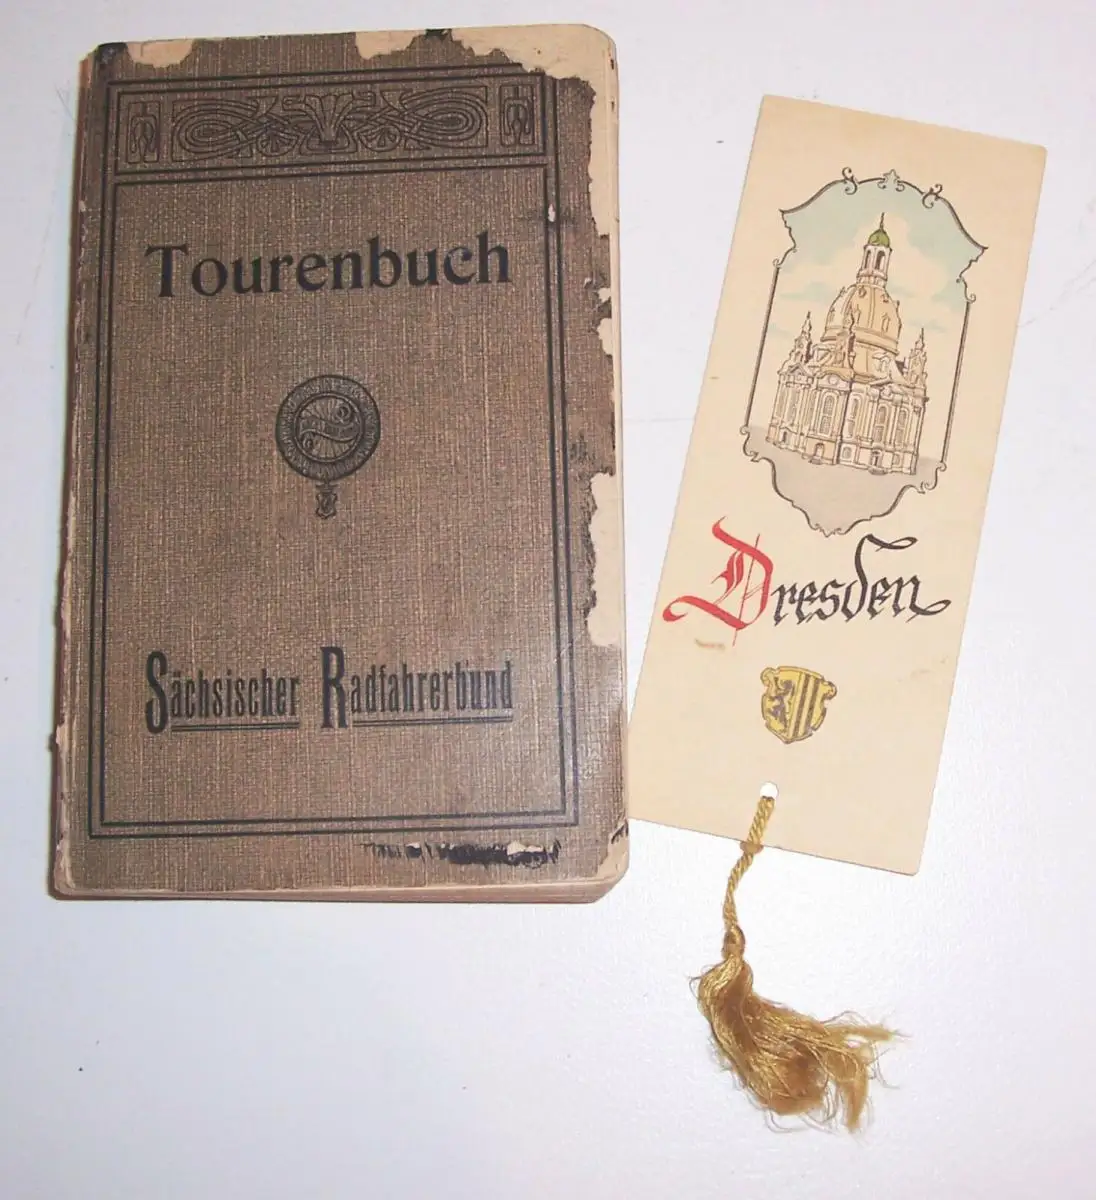 Tourenbuch
Sächsischer Radfahrerbund
Dresden